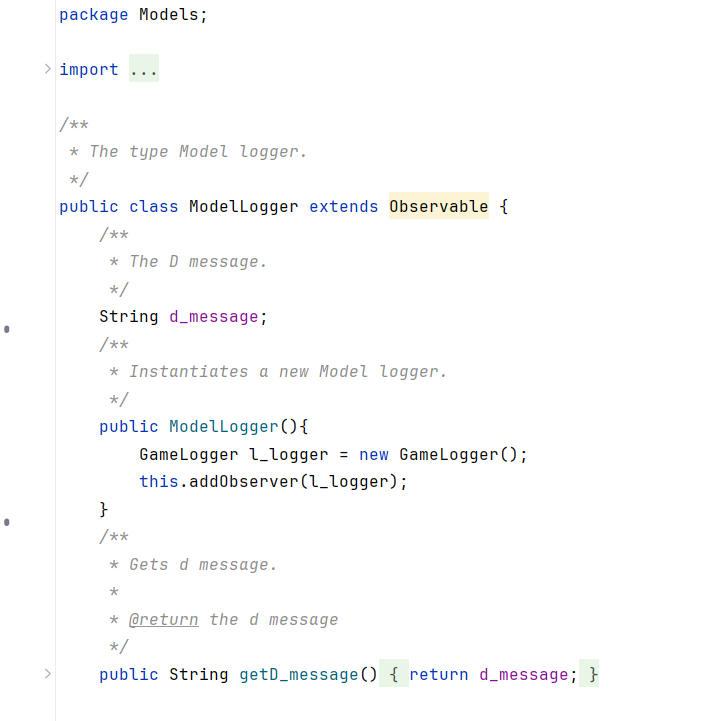 package Models;
import ...
/**
* The type Model logger.
*/
public class ModelLogger extends Observable {
/**
* The D message.
*/
String d_message;
/**
* Instantiates a new Model logger.
*/
public ModelLogger(){
GameLogger l_logger = new GameLogger();
this.addObserver(l_logger);
}
/**
* Gets d message.
*
* @return the d message
*/
public String getD_message() { return d_message; }